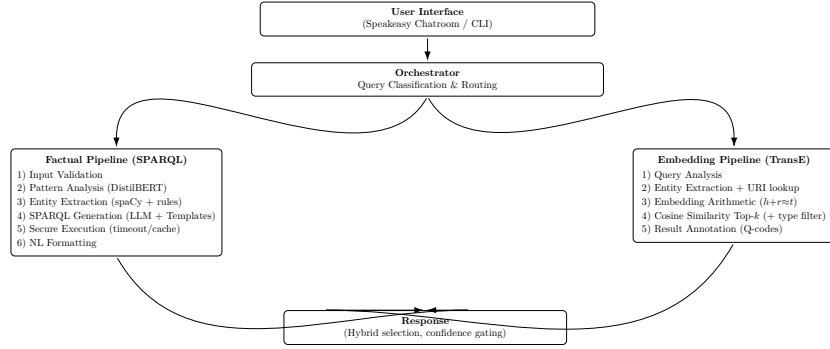 User Interface
(Speakeasy Chatroom / CLI)
Orchestrator
Query Classification & Routing
Factual Pipeline (SPARQL)
1) Input Validation
2) Pattern Analysis (DistilBERT)
3) Entity Extraction (spaCy + rules)
4) SPARQL Generation (LLM + Templates)
5) Secure Execution (timeout/cache)
6) NL Formatting
Embedding Pipeline (TransE)
1) Query Analysis
2) Entity Extraction + URI lookup
3) Embedding Arithmetic (h+r≈t)
4) Cosine Similarity Top-k (+ type filter)
5) Result Annotation (Q-codes)
Response
(Hybrid selection, confidence gating)